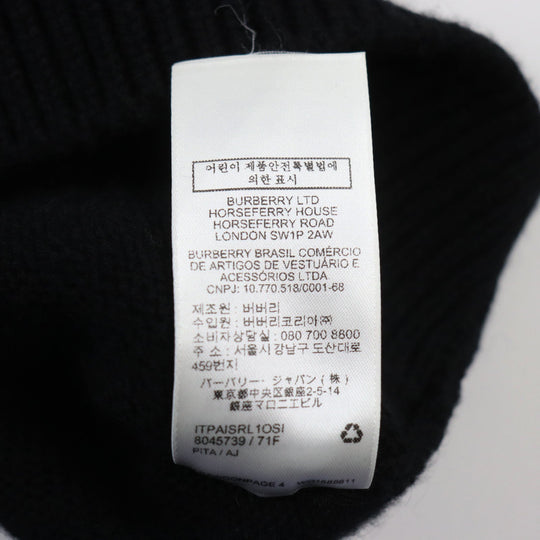 어린이 제품안전특별법에
의한 표시
BURBERRY LTD
HORSEFERRY HOUSE
HORSEFERRY ROAD
LONDON SW1P 2AW
BURBERRY BRASIL COMÉRCIO
DE ARTIGOS DE VESTUÁRIO E
ACESSÓRIOS LTDA
CNPJ: 10.770.518/0001-68
제조원 : 버버리
수입원 : 버버리코리아㈜
소비자상담실 : 080 700 8800
주소 : 서울시강남구 도산대로
459번지
バーバリー・ジャパン(株)
東京都中央区銀座2-5-14
銀座マロニエビル
ITPAISRL1OSI
8045739 / 71F
PITA / AJ
PAGE 4